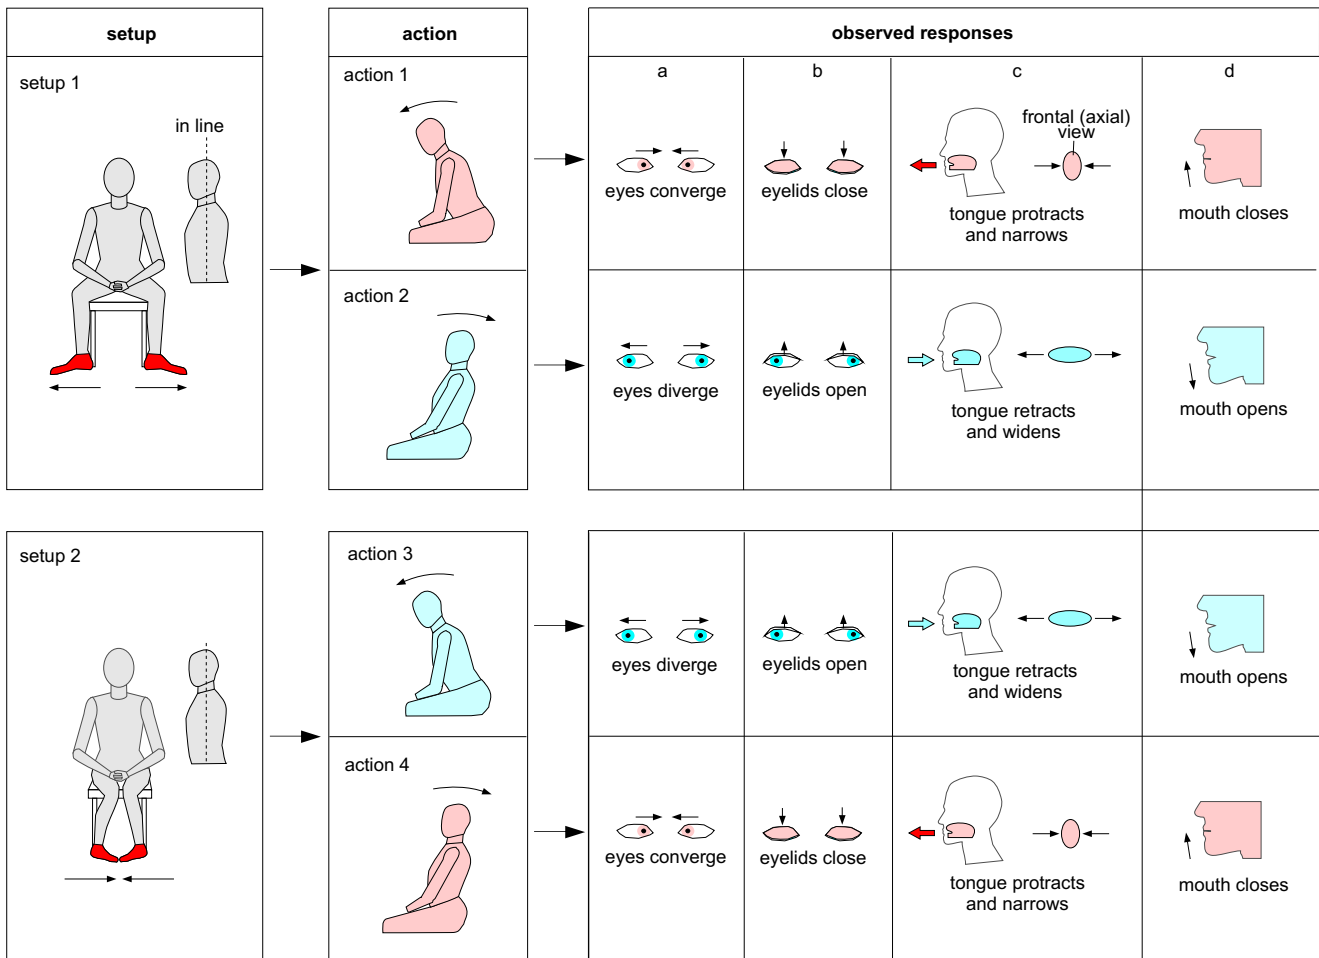 setup
action
observed responses
setup 1
in line
action 1
a
b
c
d
frontal (axial)
view
eyes converge
eyelids close
tongue protracts
and narrows
mouth closes
action 2
eyes diverge
eyelids open
tongue retracts
and widens
mouth opens
setup 2
action 3
eyes diverge
eyelids open
tongue retracts
and widens
mouth opens
action 4
eyes converge
eyelids close
tongue protracts
and narrows
mouth closes